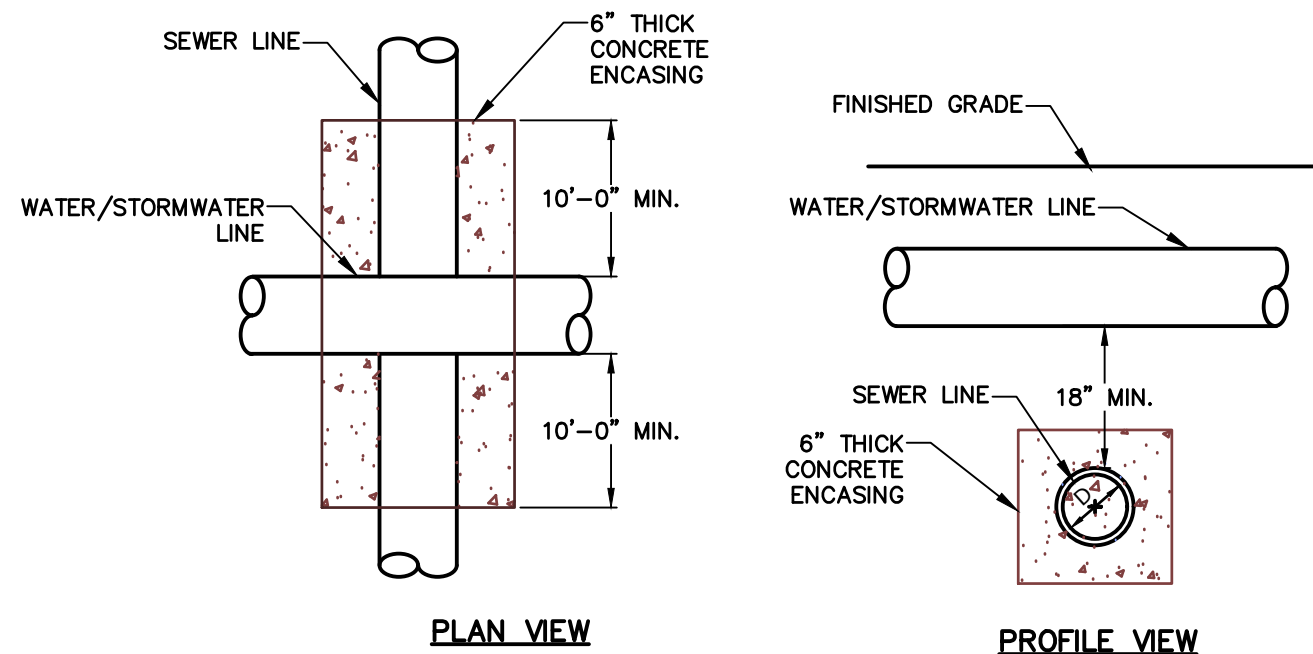 SEWER LINE
6" THICK
CONCRETE
ENCASING
10'-0" MIN.
WATER/STORMWATER
LINE
10'-0" MIN.
PLAN VIEW
FINISHED GRADE
WATER/STORMWATER LINE
18" MIN.
SEWER LINE
6" THICK
CONCRETE
ENCASING
D
PROFILE VIEW